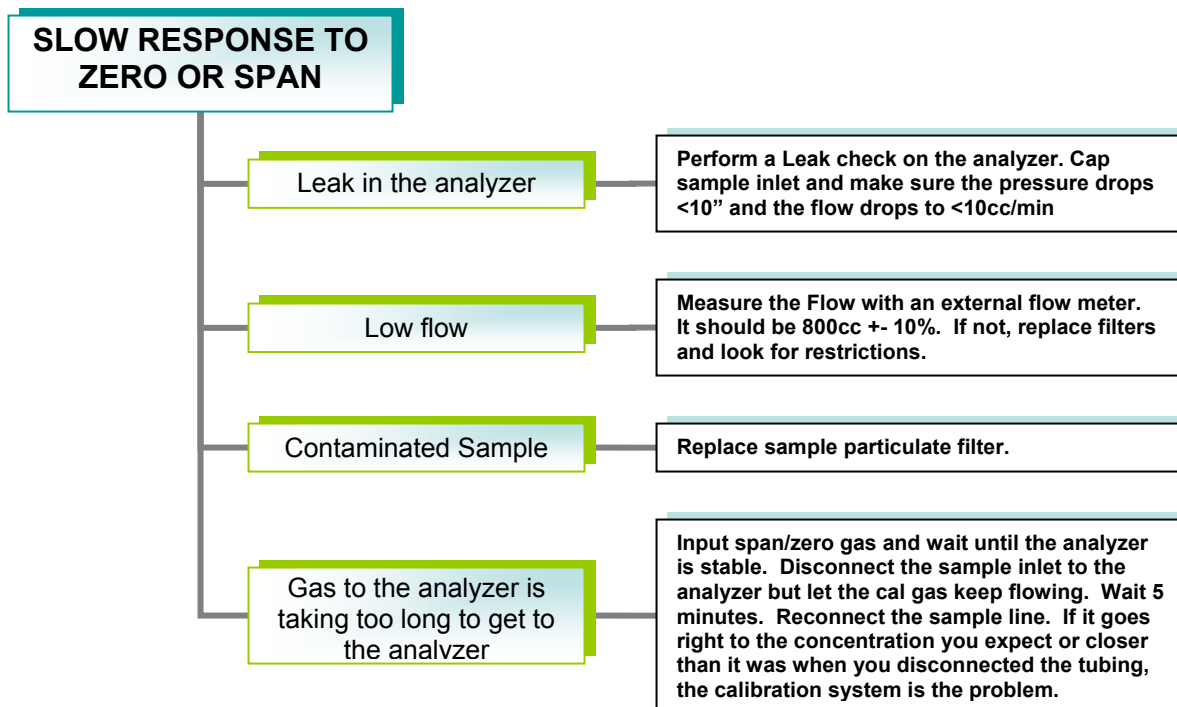 SLOW RESPONSE TO
ZERO OR SPAN
Leak in the analyzer
Perform a Leak check on the analyzer. Cap
sample inlet and make sure the pressure drops
<10” and the flow drops to <10cc/min
Low flow
Measure the Flow with an external flow meter.
It should be 800cc +- 10%. If not, replace filters
and look for restrictions.
Contaminated Sample
Replace sample particulate filter.
Gas to the analyzer is
taking too long to get to
the analyzer
Input span/zero gas and wait until the analyzer
is stable. Disconnect the sample inlet to the
analyzer but let the cal gas keep flowing. Wait 5
minutes. Reconnect the sample line. If it goes
right to the concentration you expect or closer
than it was when you disconnected the tubing,
the calibration system is the problem.